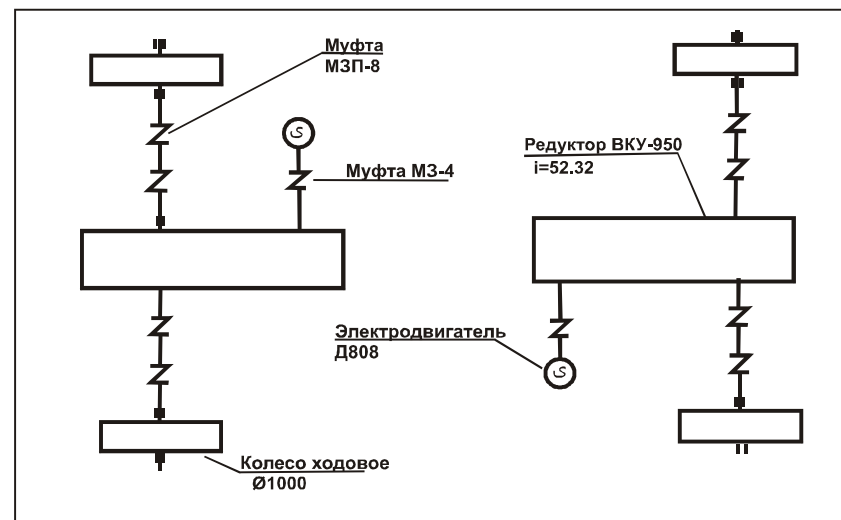 Муфта
МЗП-8
Редуктор ВКУ-950
i=52.32
Муфта МЗ-4
Электродвигатель
Д808
Колесо ходовое
Ø1000